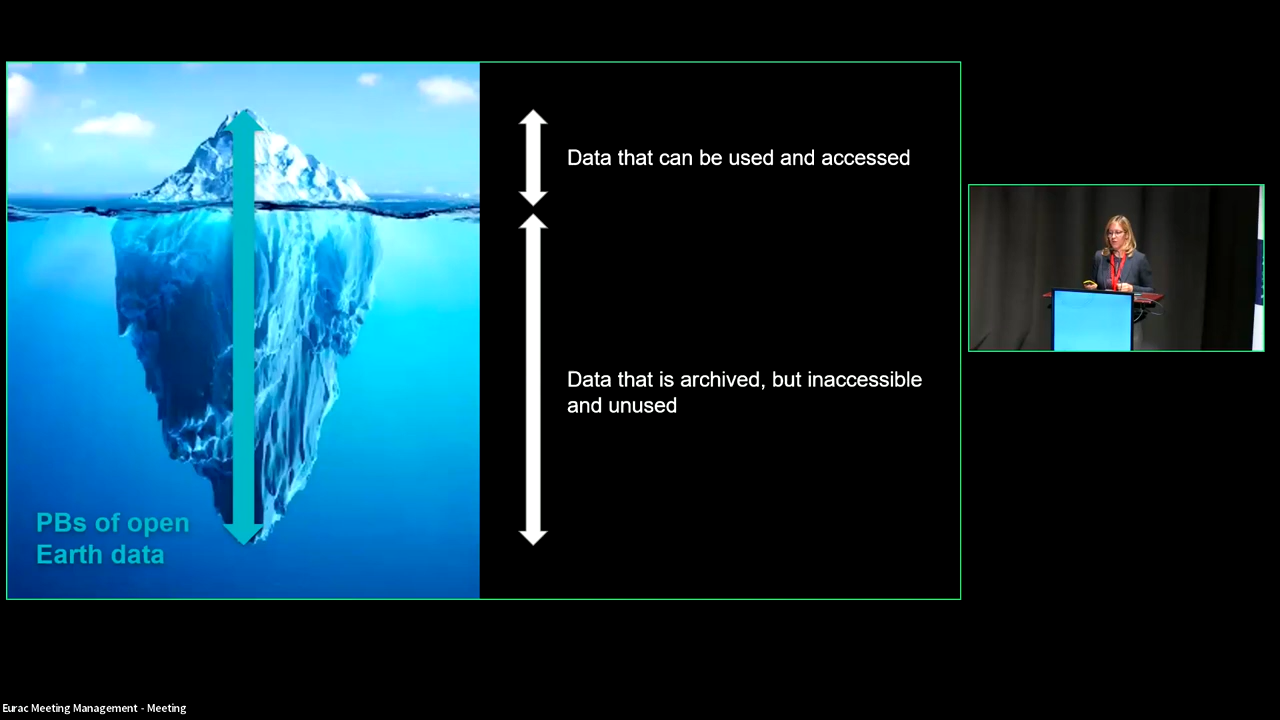 Data that can be used and accessed
Data that is archived, but inaccessible
and unused
PBs of open
Earth data
Eurac Meeting Management - Meeting